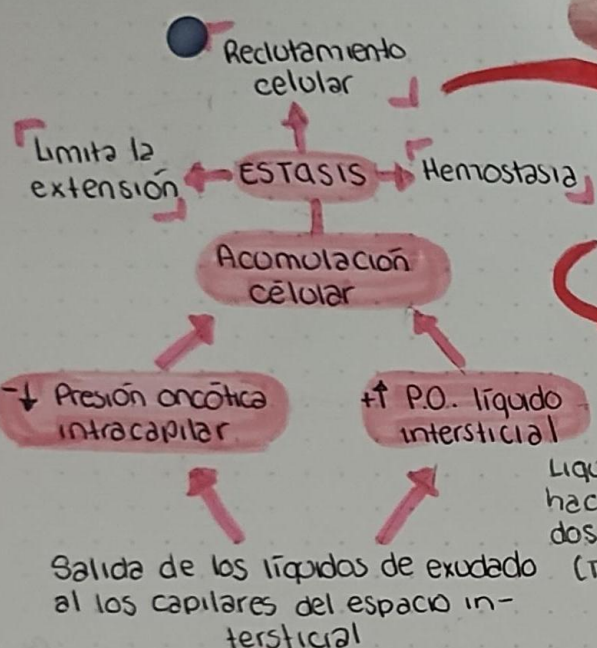 Reclutamiento
celular
Limita la
extensión
ESTASIS
Hemostasia
Acomulación
célular
-↓ Presión oncótica
intracapilar
+↑ P.O. líquido
intersticial
Salida de los líquidos de exudado
al los capilares del espacio in-
tersticial